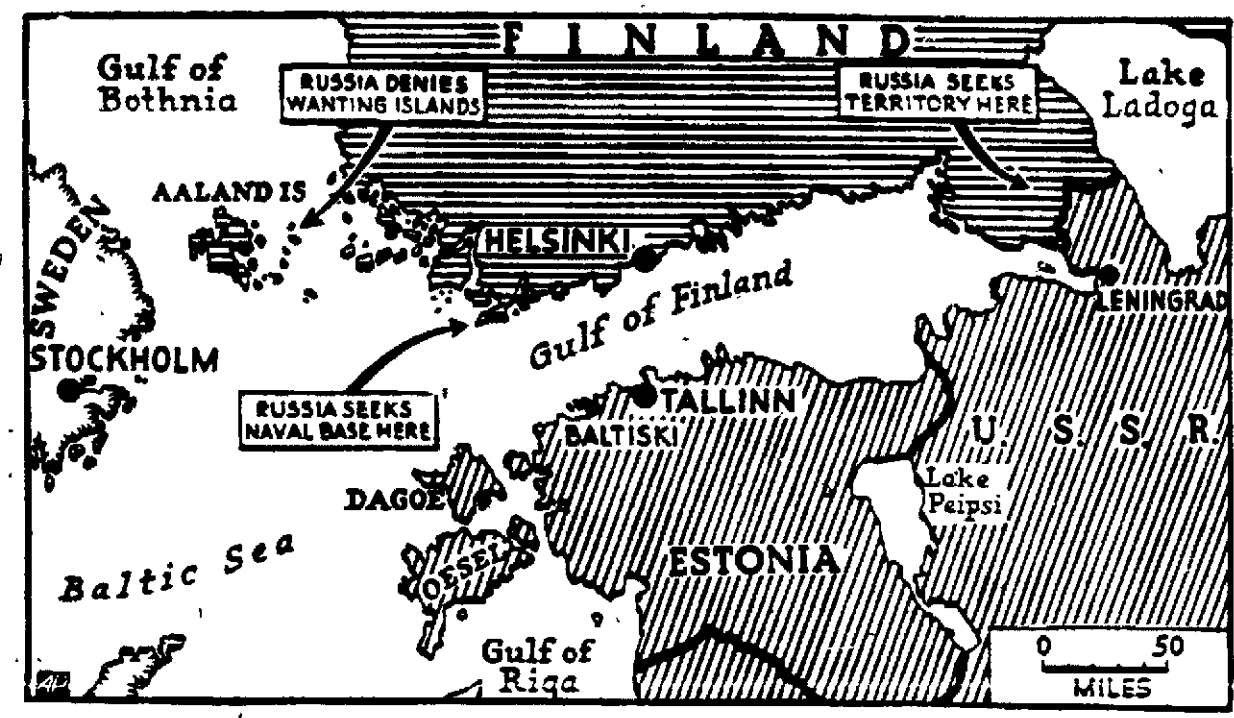 FINLAND
Gulf of
Bothnia
RUSSIA DENIES
WANTING ISLANDS
RUSSIA SEEKS
TERRITORY HERE
Lake
Ladoga
AALAND IS
SWEDEN
HELSINKI
Gulf of Finland
LENINGRAD
STOCKHOLM
RUSSIA SEEKS
NAVAL BASE HERE
TALLINN
BALTISKI
U. S. S. R.
DAGOE
Lake
Peipsi
OESEL
ESTONIA
Baltic Sea
Gulf of
Riga
0 50
MILES